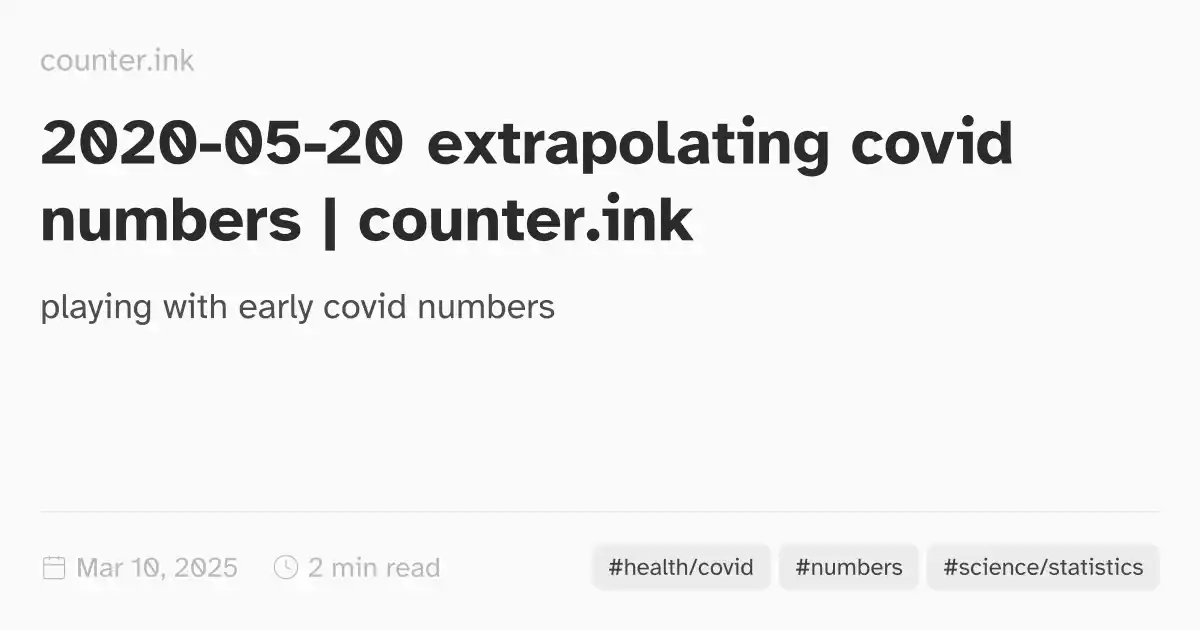 counter.ink
2020-05-20 extrapolating covid
numbers | counter.ink
playing with early covid numbers
Mar 10, 2025 2 min read #health/covid #numbers #science/statistics